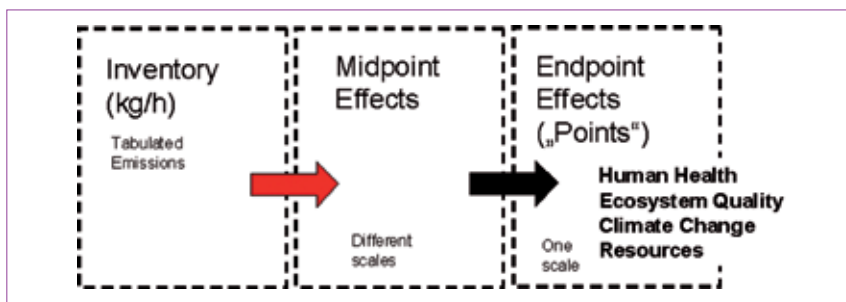 Inventory
(kg/h)
Tabulated
Emissions
Midpoint
Effects
Different
scales
Endpoint
Effects
(„Points“)
Human Health
Ecosystem Quality
Climate Change
Resources
One
scale